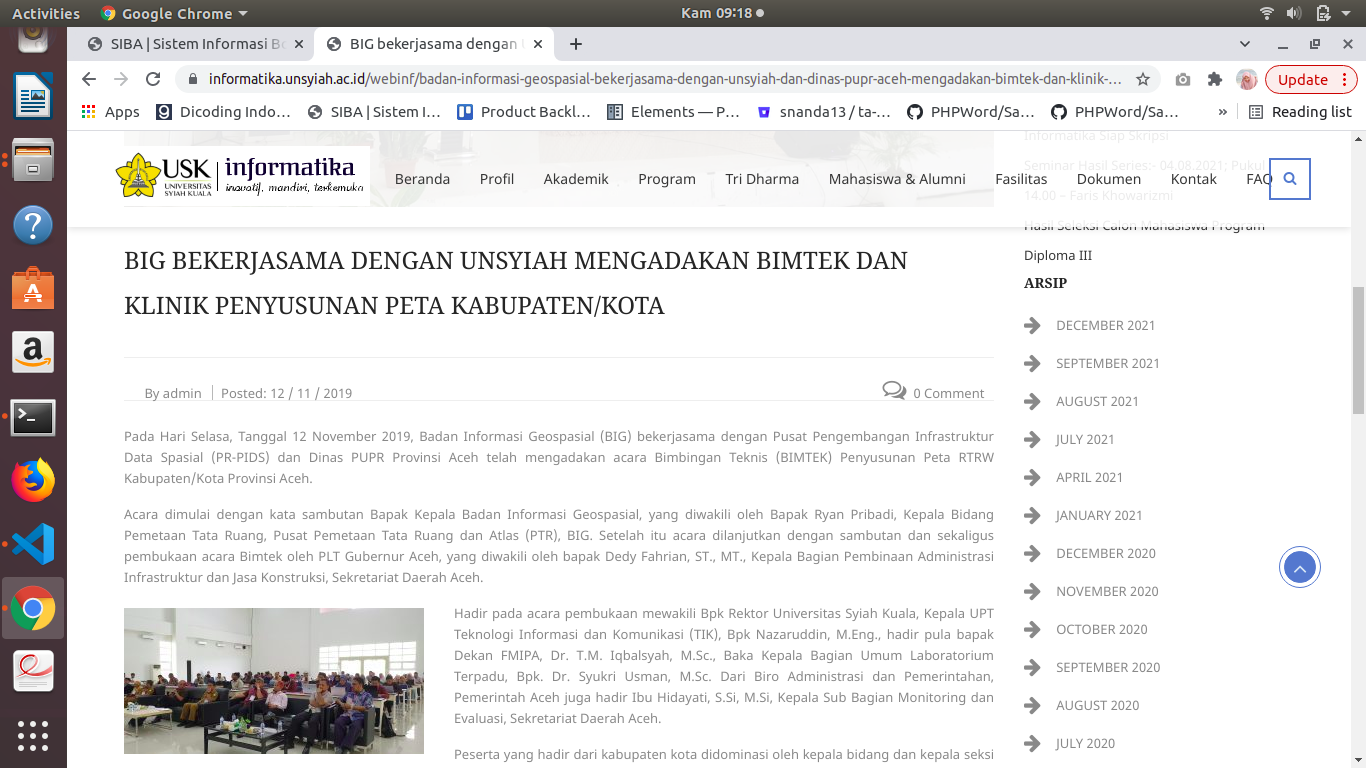 Activities Google Chrome Kam 09:18
SIBA | Sistem Informasi B BIG bekerjasama dengan
informatika.unsyiah.ac.id/webinf/badan-informasi-geospasial-bekerjasama-dengan-unsyiah-dan-dinas-pupr-aceh-mengadakan-bimtek-dan-klinik-… Update
Apps Dicoding Indo… SIBA | Sistem I… Product Backl… Elements — P… snanda13 / ta-… PHPWord/Sa… PHPWord/Sa… » Reading list
Informatika Siap Skripsi
Seminar Hasil Series:- 04.08.2021; Pukul
14.00 – Faris Khowarizmi
USK UNIVERSITAS SYIAH KUALA informatika
inovatif, mandiri, terkemuka
Beranda Profil Akademik Program Tri Dharma Mahasiswa & Alumni Fasilitas Dokumen Kontak FAQ
Hasil Seleksi Calon Mahasiswa Program
Diploma III
BIG BEKERJASAMA DENGAN UNSYIAH MENGADAKAN BIMTEK DAN
KLINIK PENYUSUNAN PETA KABUPATEN/KOTA
By admin Posted: 12 / 11 / 2019 0 Comment
Pada Hari Selasa, Tanggal 12 November 2019, Badan Informasi Geospasial (BIG) bekerjasama dengan Pusat Pengembangan Infrastruktur
Data Spasial (PR-PIDS) dan Dinas PUPR Provinsi Aceh telah mengadakan acara Bimbingan Teknis (BIMTEK) Penyusunan Peta RTRW
Kabupaten/Kota Provinsi Aceh.
Acara dimulai dengan kata sambutan Bapak Kepala Badan Informasi Geospasial, yang diwakili oleh Bapak Ryan Pribadi, Kepala Bidang
Pemetaan Tata Ruang, Pusat Pemetaan Tata Ruang dan Atlas (PTR), BIG. Setelah itu acara dilanjutkan dengan sambutan dan sekaligus
pembukaan acara Bimtek oleh PLT Gubernur Aceh, yang diwakili oleh bapak Dedy Fahrian, ST., MT., Kepala Bagian Pembinaan Administrasi
Infrastruktur dan Jasa Konstruksi, Sekretariat Daerah Aceh.
Hadir pada acara pembukaan mewakili Bpk Rektor Universitas Syiah Kuala, Kepala UPT
Teknologi Informasi dan Komunikasi (TIK), Bpk Nazaruddin, M.Eng., hadir pula bapak
Dekan FMIPA, Dr. T.M. Iqbalsyah, M.Sc., Baka Kepala Bagian Umum Laboratorium
Terpadu, Bpk. Dr. Syukri Usman, M.Sc. Dari Biro Administrasi dan Pemerintahan,
Pemerintah Aceh juga hadir Ibu Hidayati, S.Si, M.Si, Kepala Sub Bagian Monitoring dan
Evaluasi, Sekretariat Daerah Aceh.
Peserta yang hadir dari kabupaten kota didominasi oleh kepala bidang dan kepala seksi
ARSIP
DECEMBER 2021
SEPTEMBER 2021
AUGUST 2021
JULY 2021
APRIL 2021
JANUARY 2021
DECEMBER 2020
NOVEMBER 2020
OCTOBER 2020
SEPTEMBER 2020
AUGUST 2020
JULY 2020